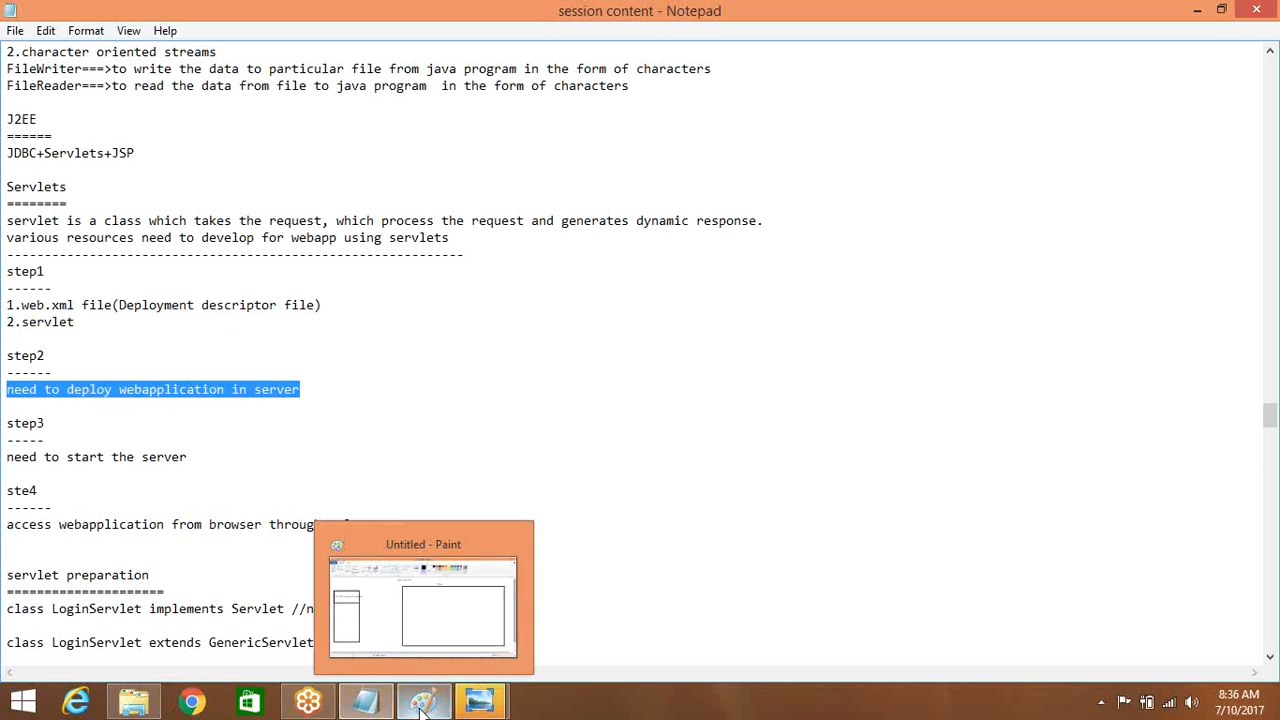 session content - Notepad
File Edit Format View Help
2.character oriented streams
FileWriter===>to write the data to particular file from java program in the form of characters
FileReader===>to read the data from file to java program  in the form of characters
J2EE
======
JDBC+Servlets+JSP
Servlets
========
servlet is a class which takes the request, which process the request and generates dynamic response.
various resources need to develop for webapp using servlets
-------------------------------------------------------------
step1
------
1.web.xml file(Deployment descriptor file)
2.servlet
step2
------
need to deploy webapplication in server
step3
-----
need to start the server
ste4
------
access webapplication from browser
servlet preparation
=====================
class LoginServlet implements Servlet
class LoginServlet extends GenericServlet
Untitled - Paint
8:36 AM
7/10/2017